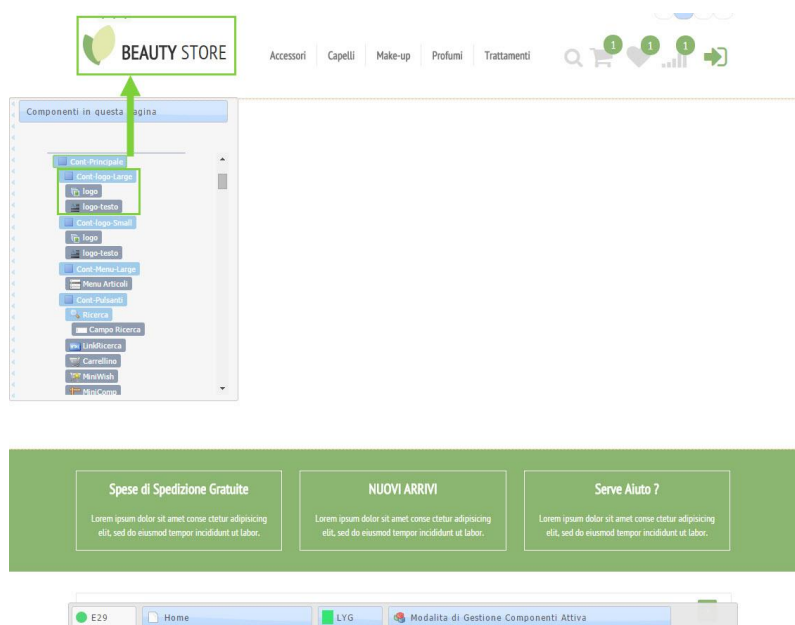 BEAUTY STORE
Accessori Capelli Make-up Profumi Trattamenti
1 1 1
Componenti in questa pagina
Cont-Principale
Cont-logo-Large
logo
logo-testo
Cont-logo-Small
logo
logo-testo
Cont-Menu-Large
Menu Articoli
Cont-Pulsanti
Ricerca
Campo Ricerca
LinkRicerca
Carrellino
MiniWish
MiniComp
Spese di Spedizione Gratuite
Lorem ipsum dolor sit amet conse ctetur adipisicing
elit, sed do eiusmod tempor incididunt ut labor.
NUOVI ARRIVI
Lorem ipsum dolor sit amet conse ctetur adipisicing
elit, sed do eiusmod tempor incididunt ut labor.
Serve Aiuto ?
Lorem ipsum dolor sit amet conse ctetur adipisicing
elit, sed do eiusmod tempor incididunt ut labor.
E29 Home LYG Modalita di Gestione Componenti Attiva